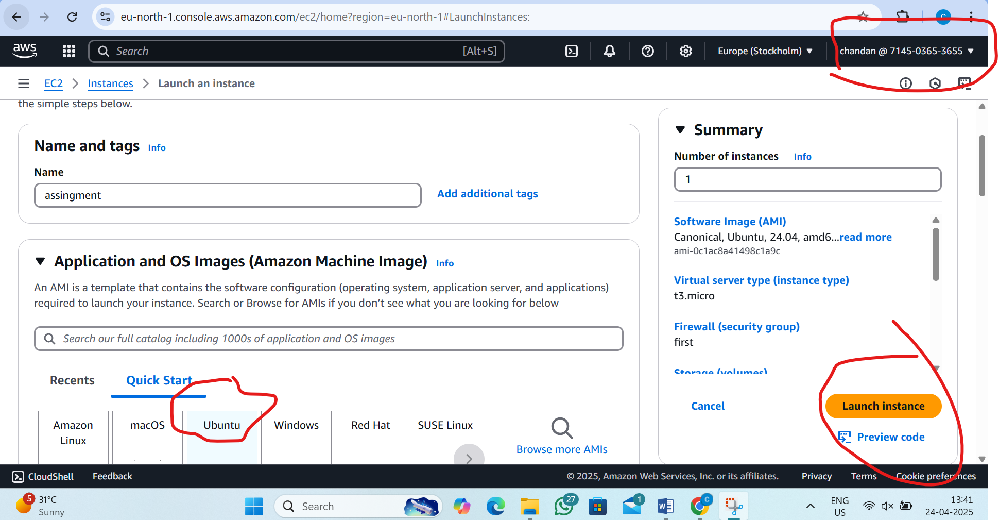 eu-north-1.console.aws.amazon.com/ec2/home?region=eu-north-1#LaunchInstances:
C
aws
Search
[Alt+S]
Europe (Stockholm)
chandan @ 7145-0365-3655
EC2
Instances
Launch an instance
the simple steps below.
Name and tags Info
Name
assingment
Add additional tags
Application and OS Images (Amazon Machine Image) Info
An AMI is a template that contains the software configuration (operating system, application server, and applications)
required to launch your instance. Search or Browse for AMIs if you don’t see what you are looking for below
Search our full catalog including 1000s of application and OS images
Recents
Quick Start
Amazon
Linux
macOS
Ubuntu
Windows
Red Hat
SUSE Linux
Browse more AMIs
Summary
Number of instances Info
1
Software Image (AMI)
Canonical, Ubuntu, 24.04, amd6...read more
ami-0c1ac8a41498c1a9c
Virtual server type (instance type)
t3.micro
Firewall (security group)
first
Storage (volumes)
Cancel
Launch instance
Preview code
CloudShell
Feedback
© 2025, Amazon Web Services, Inc. or its affiliates.
Privacy
Terms
Cookie preferences
5
31°C
Sunny
Search
27
1
W
C
ENG
US
13:41
24-04-2025